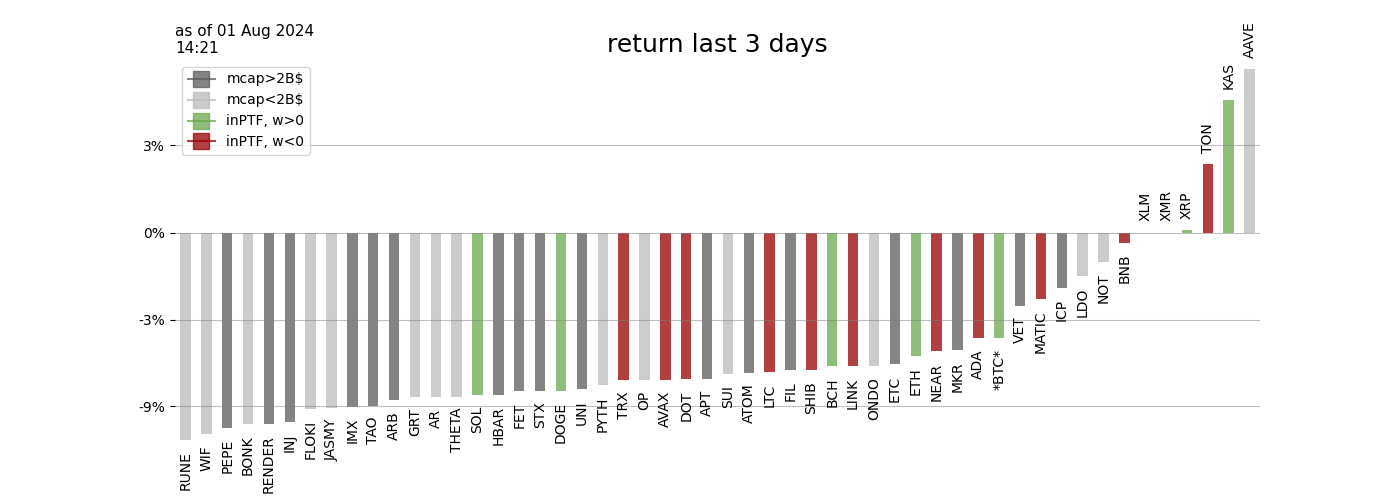 as of 01 Aug 2024
14:21
return last 3 days
mcap>2B$
mcap<2B$
inPTF, w>0
inPTF, w<0
3%
0%
-3%
-9%
RUNE
WIF
PEPE
BONK
RENDER
INJ
FLOKI
JASMY
IMX
TAO
ARB
GRT
AR
THETA
SOL
HBAR
FET
STX
DOGE
UNI
PYTH
TRX
OP
AVAX
DOT
APT
SUI
ATOM
LTC
FIL
SHIB
BCH
LINK
ONDO
ETC
ETH
NEAR
MKR
ADA
*BTC*
VET
MATIC
ICP
LDO
NOT
BNB
XLM
XMR
XRP
TON
KAS
AAVE